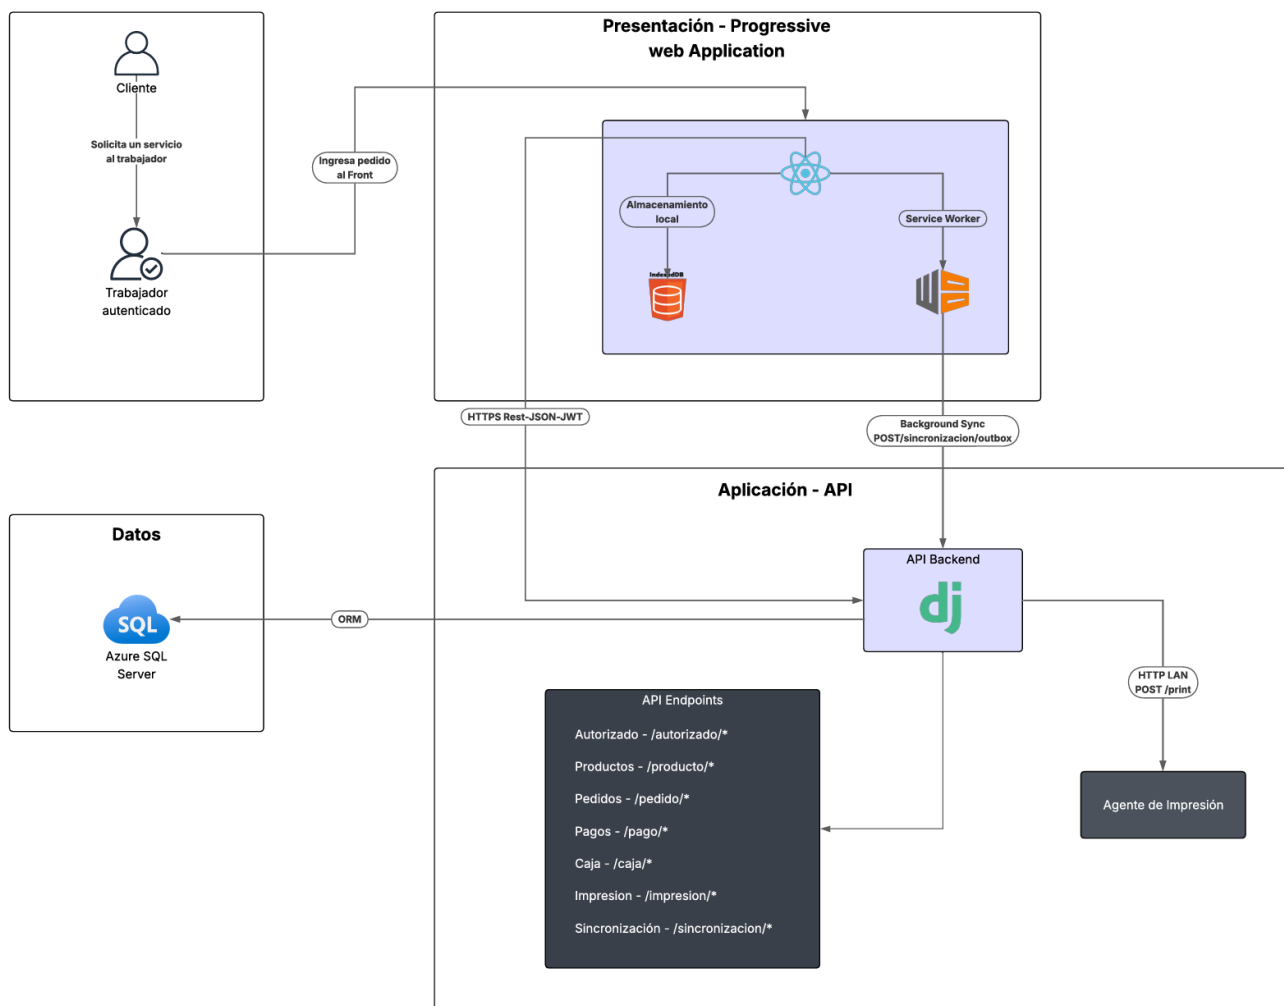 Presentación - Progressive
web Application
Cliente
Solicita un servicio
al trabajador
Ingresa pedido
al Front
Almacenamiento
local
Service Worker
IndexedDB
WB
Trabajador
autenticado
HTTPS Rest-JSON-JWT
Background Sync
POST/sincronizacion/outbox
Aplicación - API
Datos
API Backend
dj
SQL
ORM
Azure SQL
Server
HTTP LAN
POST /print
API Endpoints
Autorizado - /autorizado/*
Productos - /producto/*
Pedidos - /pedido/*
Pagos - /pago/*
Caja - /caja/*
Impresion - /impresion/*
Sincronización - /sincronizacion/*
Agente de Impresión